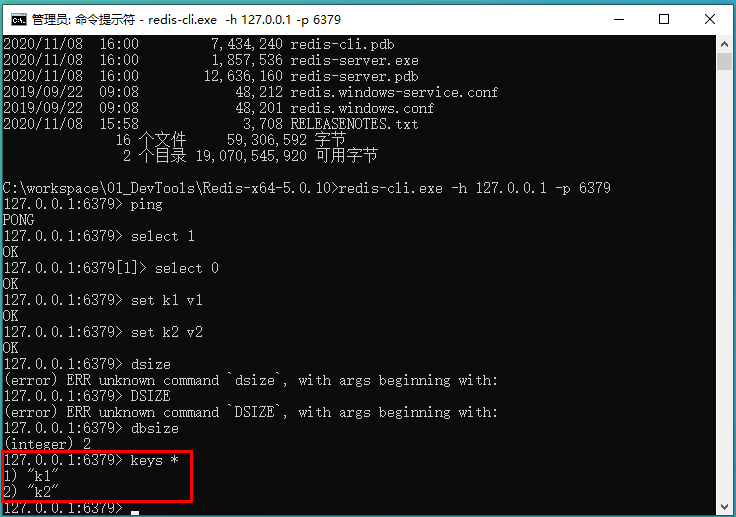 管理员: 命令提示符 - redis-cli.exe -h 127.0.0.1 -p 6379
2020/11/08  16:00         7,434,240 redis-cli.pdb
2020/11/08  16:00         1,857,536 redis-server.exe
2020/11/08  16:00        12,636,160 redis-server.pdb
2019/09/22  09:08            48,212 redis.windows-service.conf
2019/09/22  09:08            48,201 redis.windows.conf
2020/11/08  15:58             3,708 RELEASENOTES.txt
16 个文件     59,306,592 字节
2 个目录 19,070,545,920 可用字节
C:\workspace\01_DevTools\Redis-x64-5.0.10>redis-cli.exe -h 127.0.0.1 -p 6379
127.0.0.1:6379> ping
PONG
127.0.0.1:6379> select 1
OK
127.0.0.1:6379[1]> select 0
OK
127.0.0.1:6379> set k1 v1
OK
127.0.0.1:6379> set k2 v2
OK
127.0.0.1:6379> dsize
(error) ERR unknown command `dsize`, with args beginning with:
127.0.0.1:6379> DSIZE
(error) ERR unknown command `DSIZE`, with args beginning with:
127.0.0.1:6379> dbsize
(integer) 2
127.0.0.1:6379> keys *
1) "k1"
2) "k2"
127.0.0.1:6379>